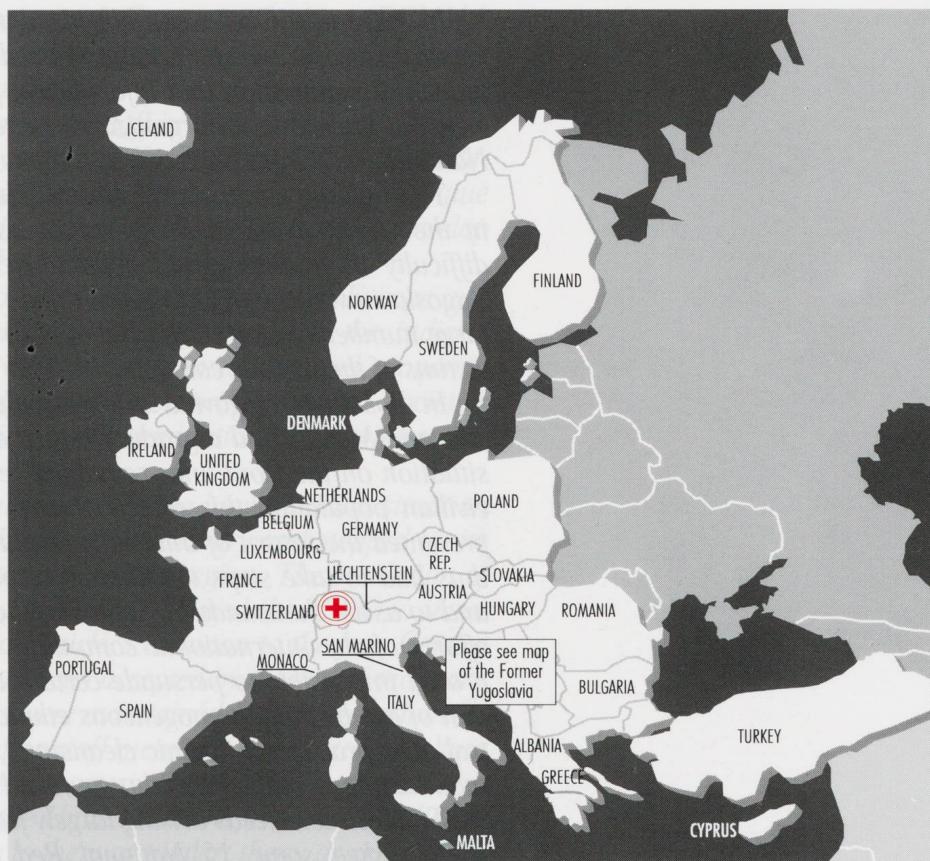 ICELAND
NORWAY
FINLAND
SWEDEN
DENMARK
IRELAND
UNITED
KINGDOM
NETHERLANDS
POLAND
BELGIUM
GERMANY
LUXEMBOURG
CZECH
REP.
FRANCE
LIECHTENSTEIN
SLOVAKIA
AUSTRIA
SWITZERLAND
HUNGARY
ROMANIA
SAN MARINO
MONACO
Please see map
of the Former
Yugoslavia
PORTUGAL
SPAIN
ITALY
BULGARIA
TURKEY
ALBANIA
GREECE
MALTA
CYPRUS